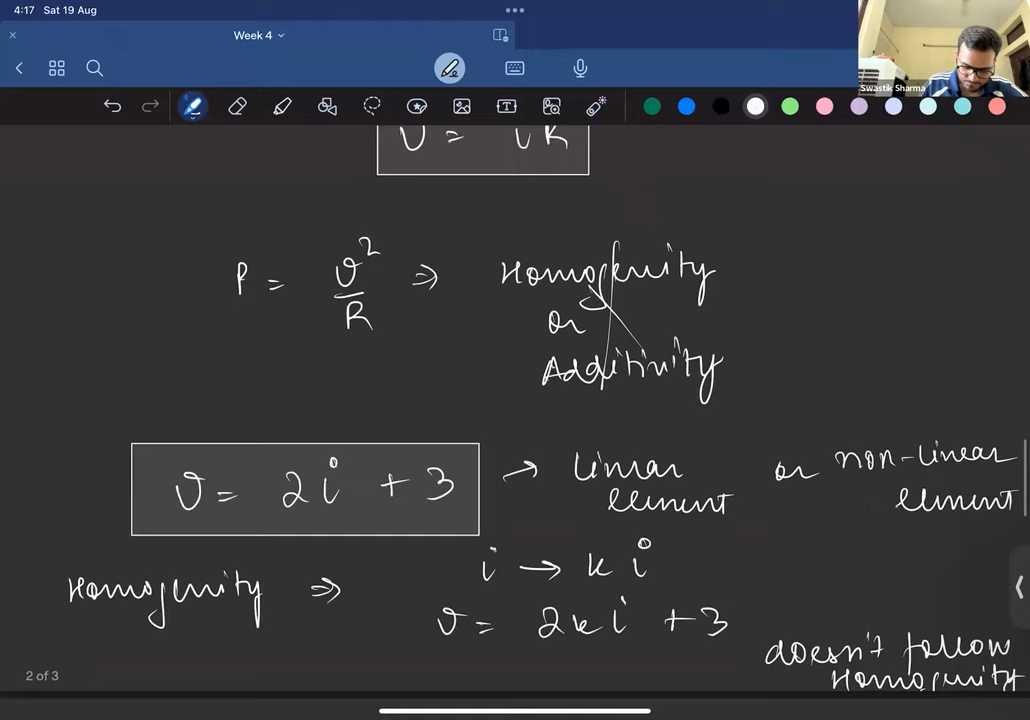 4:17 Sat 19 Aug
Week 4
Swastik Sharma
v = iR
P = v²/R ⇒ Homogenity
or
Additivity
v = 2i + 3 → linear element or non-linear element
Homogenity ⇒ i → k i
v = 2ki + 3
doesn't follow
Homogenity
2 of 3